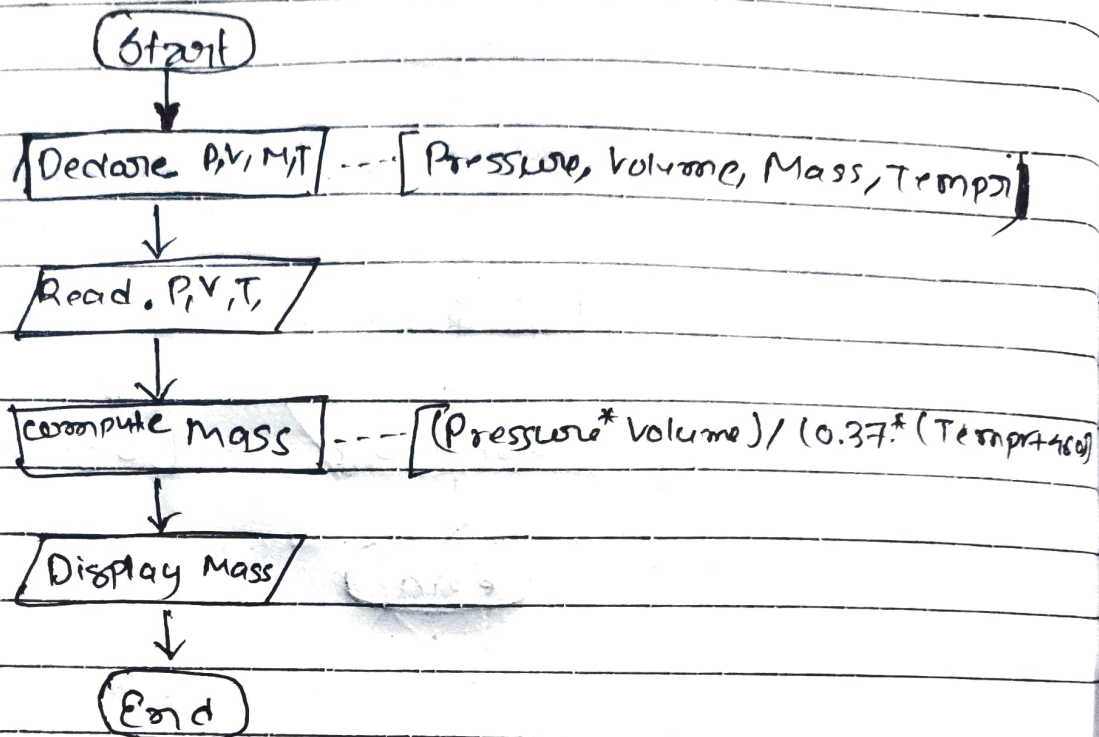 Start
Declare P,V,M,T [Pressure, Volume, Mass, Tempr]
Read. P,V,T,
compute Mass [(Pressure* Volume) / (0.37* (Tempr+460)
Display Mass
End